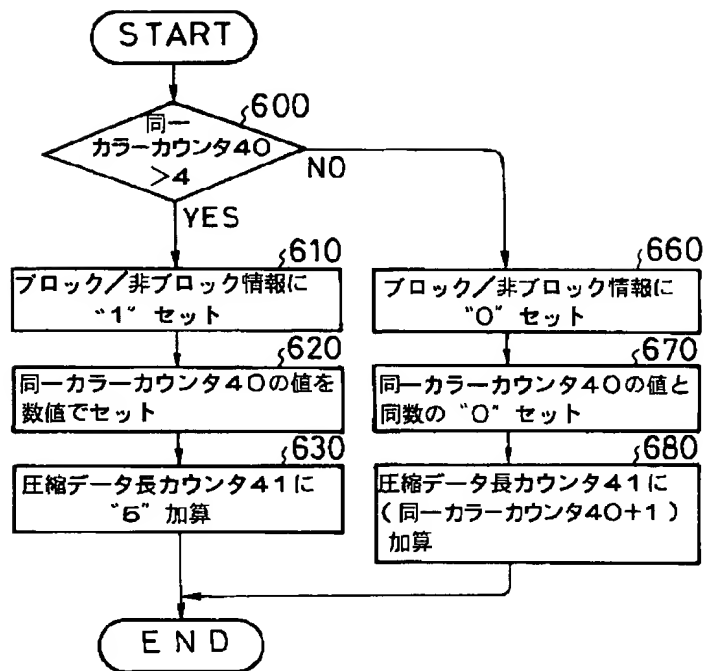 START
600
同一
カラーカウンタ40
>4
NO
YES
610
ブロック/非ブロック情報に
"1" セット
620
同一カラーカウンタ40の値を
数値でセット
630
圧縮データ長カウンタ41に
"5" 加算
660
ブロック/非ブロック情報に
"0" セット
670
同一カラーカウンタ40の値と
同数の "0" セット
680
圧縮データ長カウンタ41に
(同一カラーカウンタ40+1)
加算
END